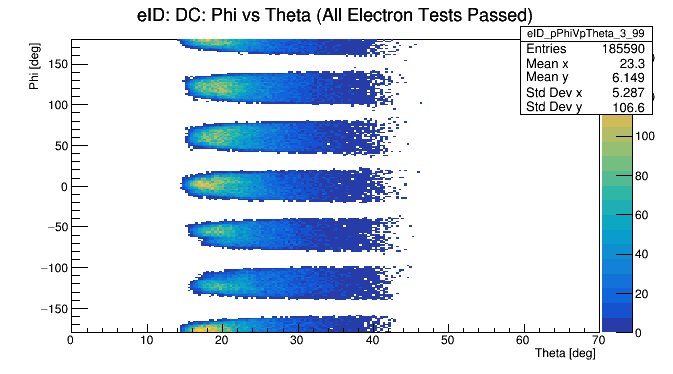 eID: DC: Phi vs Theta (All Electron Tests Passed)
eID_pPhiVpTheta_3_99
Entries 185590
Mean x 23.3
Mean y 6.149
Std Dev x 5.287
Std Dev y 106.6
Phi [deg]
150
100
50
0
−50
−100
−150
0 10 20 30 40 50 60 70
Theta [deg]
100
80
60
40
20
0